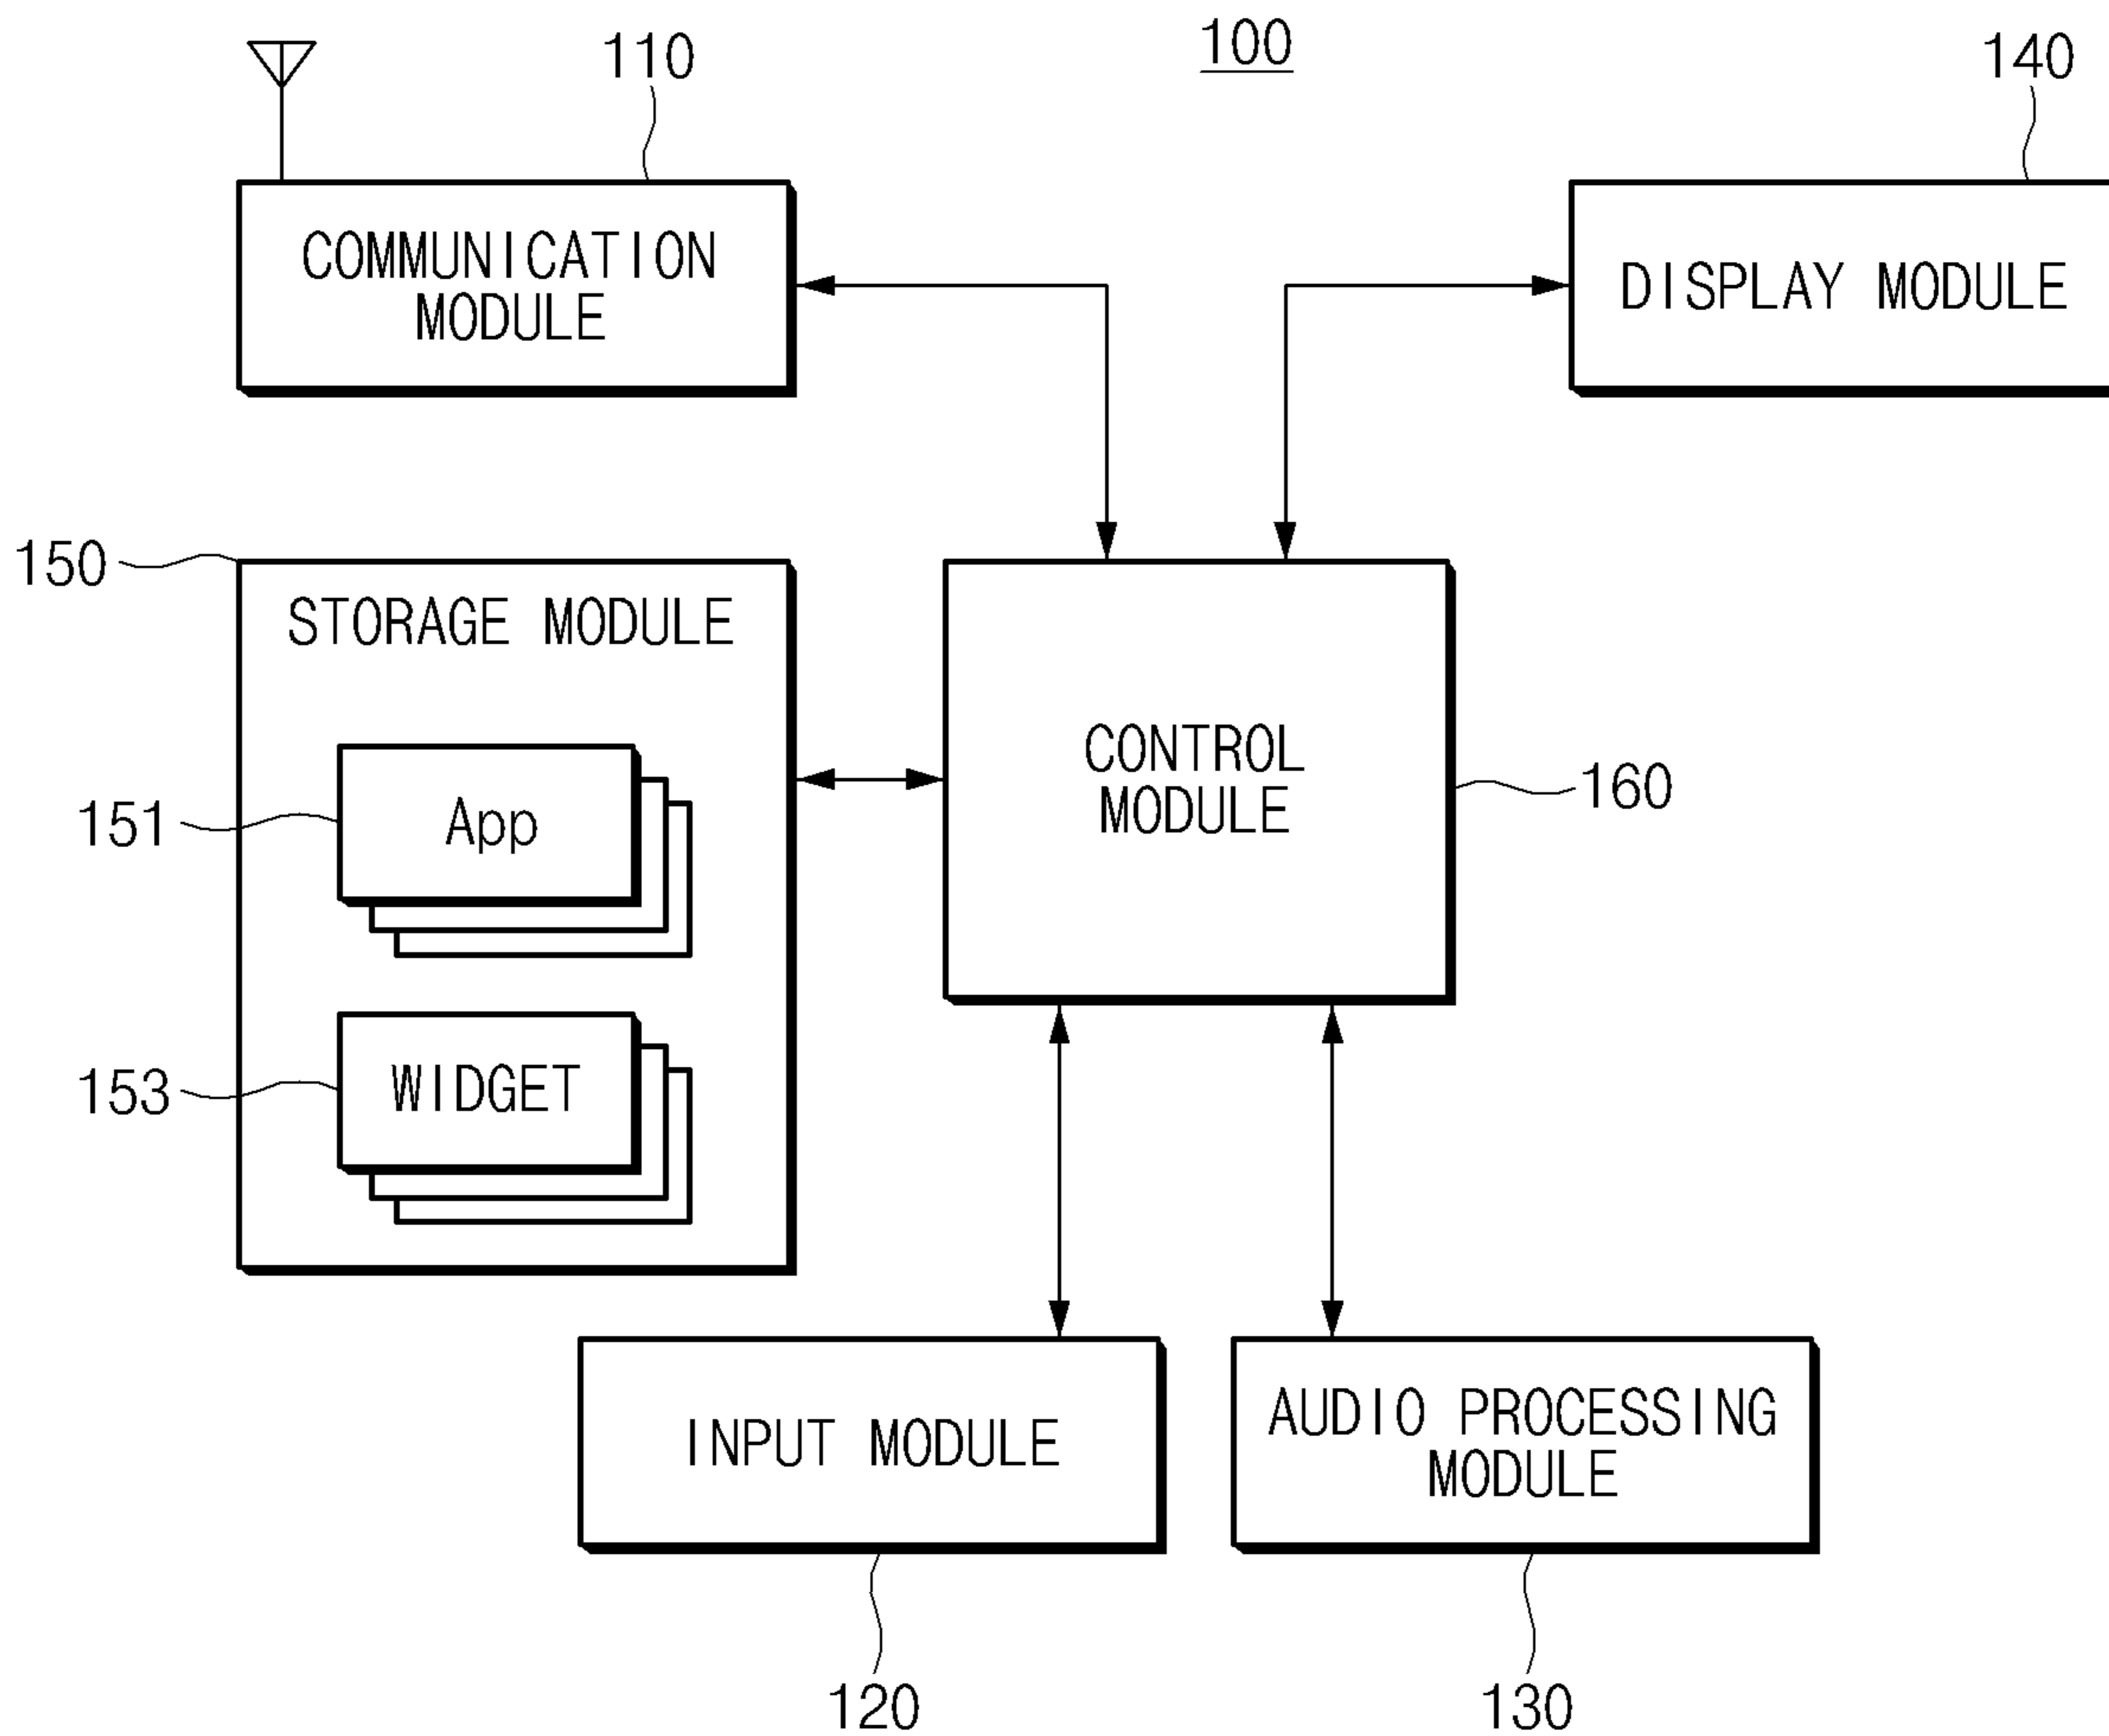 100
110
140
COMMUNICATION
MODULE
DISPLAY MODULE
150
STORAGE MODULE
CONTROL
MODULE
160
151
App
153
WIDGET
INPUT MODULE
AUDIO PROCESSING
MODULE
120
130